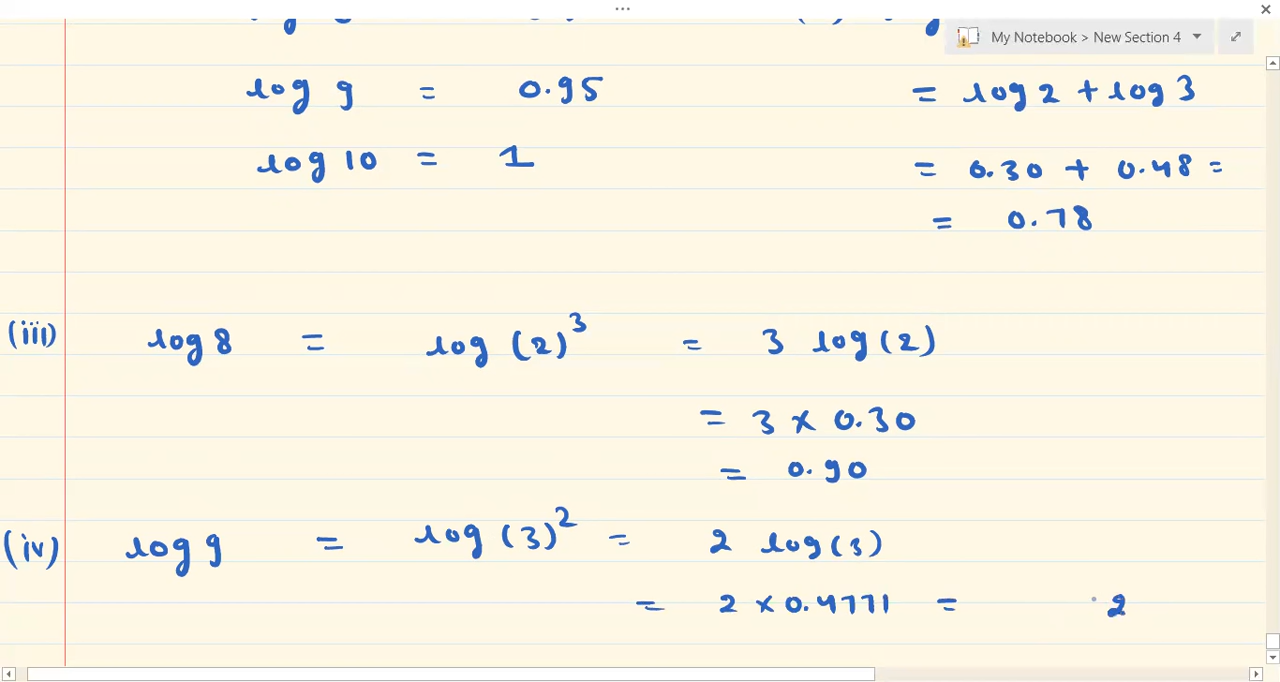 My Notebook > New Section 4
log 9 = 0.95
= log 2 + log 3
log 10 = 1
= 0.30 + 0.48 =
= 0.78
(iii) log 8 = log (2)^3 = 3 log (2)
= 3 x 0.30
= 0.90
(iv) log 9 = log (3)^2 = 2 log (3)
= 2 x 0.4771 = 2